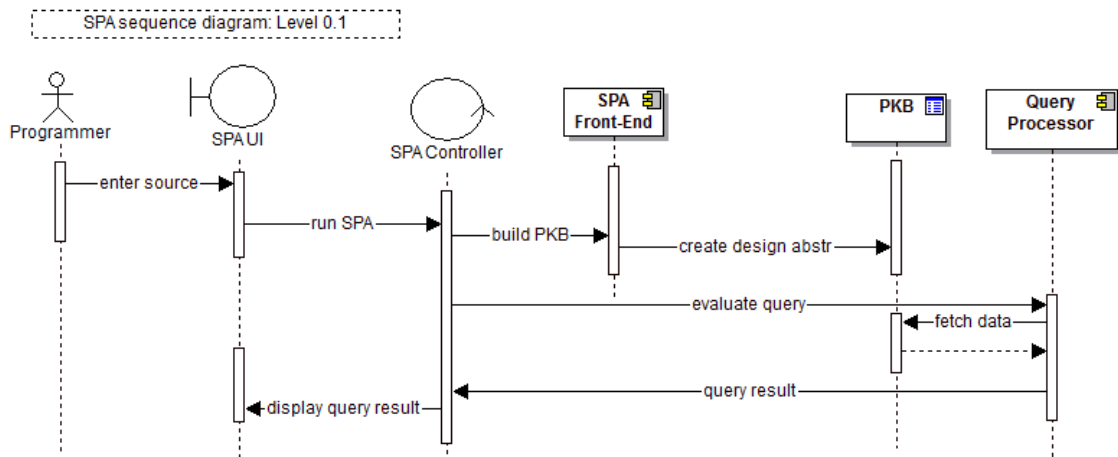 SPA sequence diagram: Level 0.1
Programmer
SPA UI
SPA Controller
SPA
Front-End
PKB
Query
Processor
enter source
run SPA
build PKB
create design abstr
evaluate query
fetch data
query result
display query result